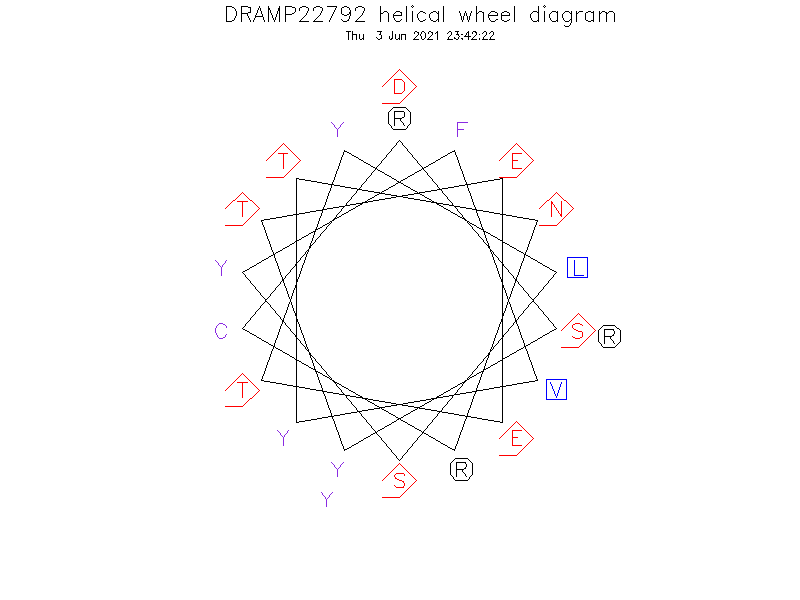 DRAMP22792 helical wheel diagram
Thu 3 Jun 2021 23:42:22
D
R
Y F
T E
T N
Y L
C S R
T V
Y E
Y S R
Y